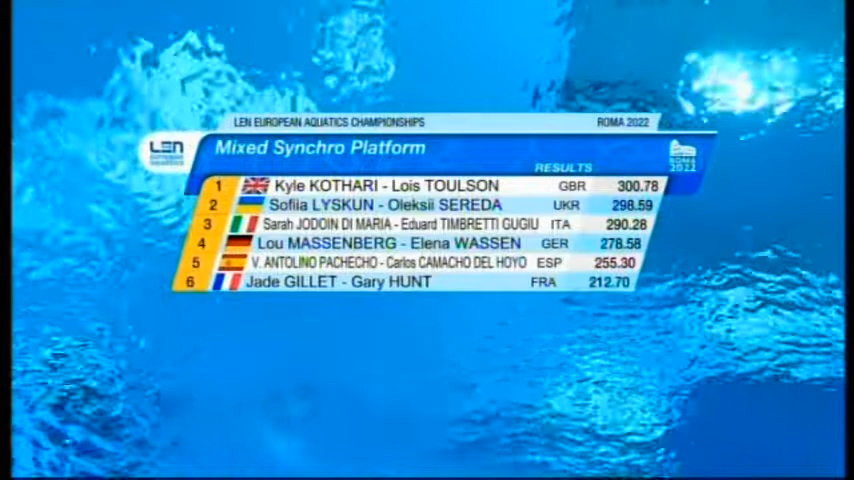 LEN EUROPEAN AQUATICS CHAMPIONSHIPS ROMA 2022
LEN
Mixed Synchro Platform
ROMA
2022
RESULTS
1 Kyle KOTHARI - Lois TOULSON GBR 300.78
2 Sofiia LYSKUN - Oleksii SEREDA UKR 298.59
3 Sarah JODOIN DI MARIA - Eduard TIMBRETTI GUGIU ITA 290.28
4 Lou MASSENBERG - Elena WASSEN GER 278.58
5 V. ANTOLINO PACHECHO - Carlos CAMACHO DEL HOYO ESP 255.30
6 Jade GILLET - Gary HUNT FRA 212.70